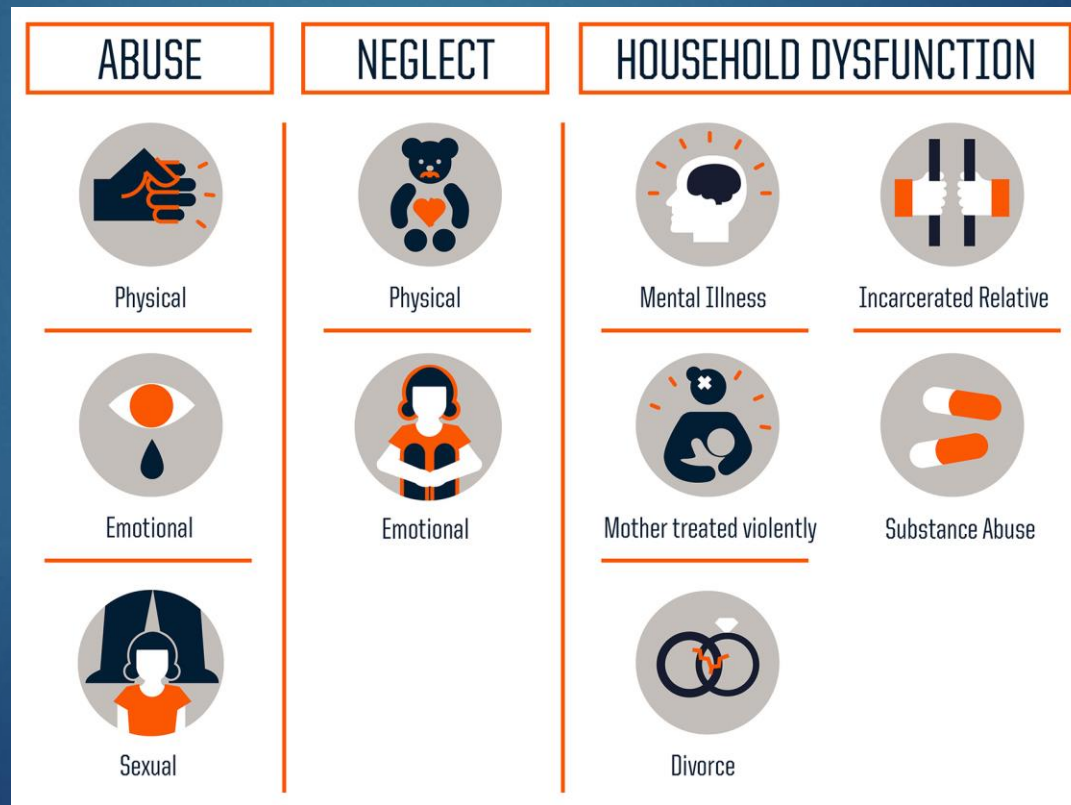 ABUSE
Physical
Emotional
Sexual
NEGLECT
Physical
Emotional
HOUSEHOLD DYSFUNCTION
Mental Illness
Incarcerated Relative
Mother treated violently
Substance Abuse
Divorce